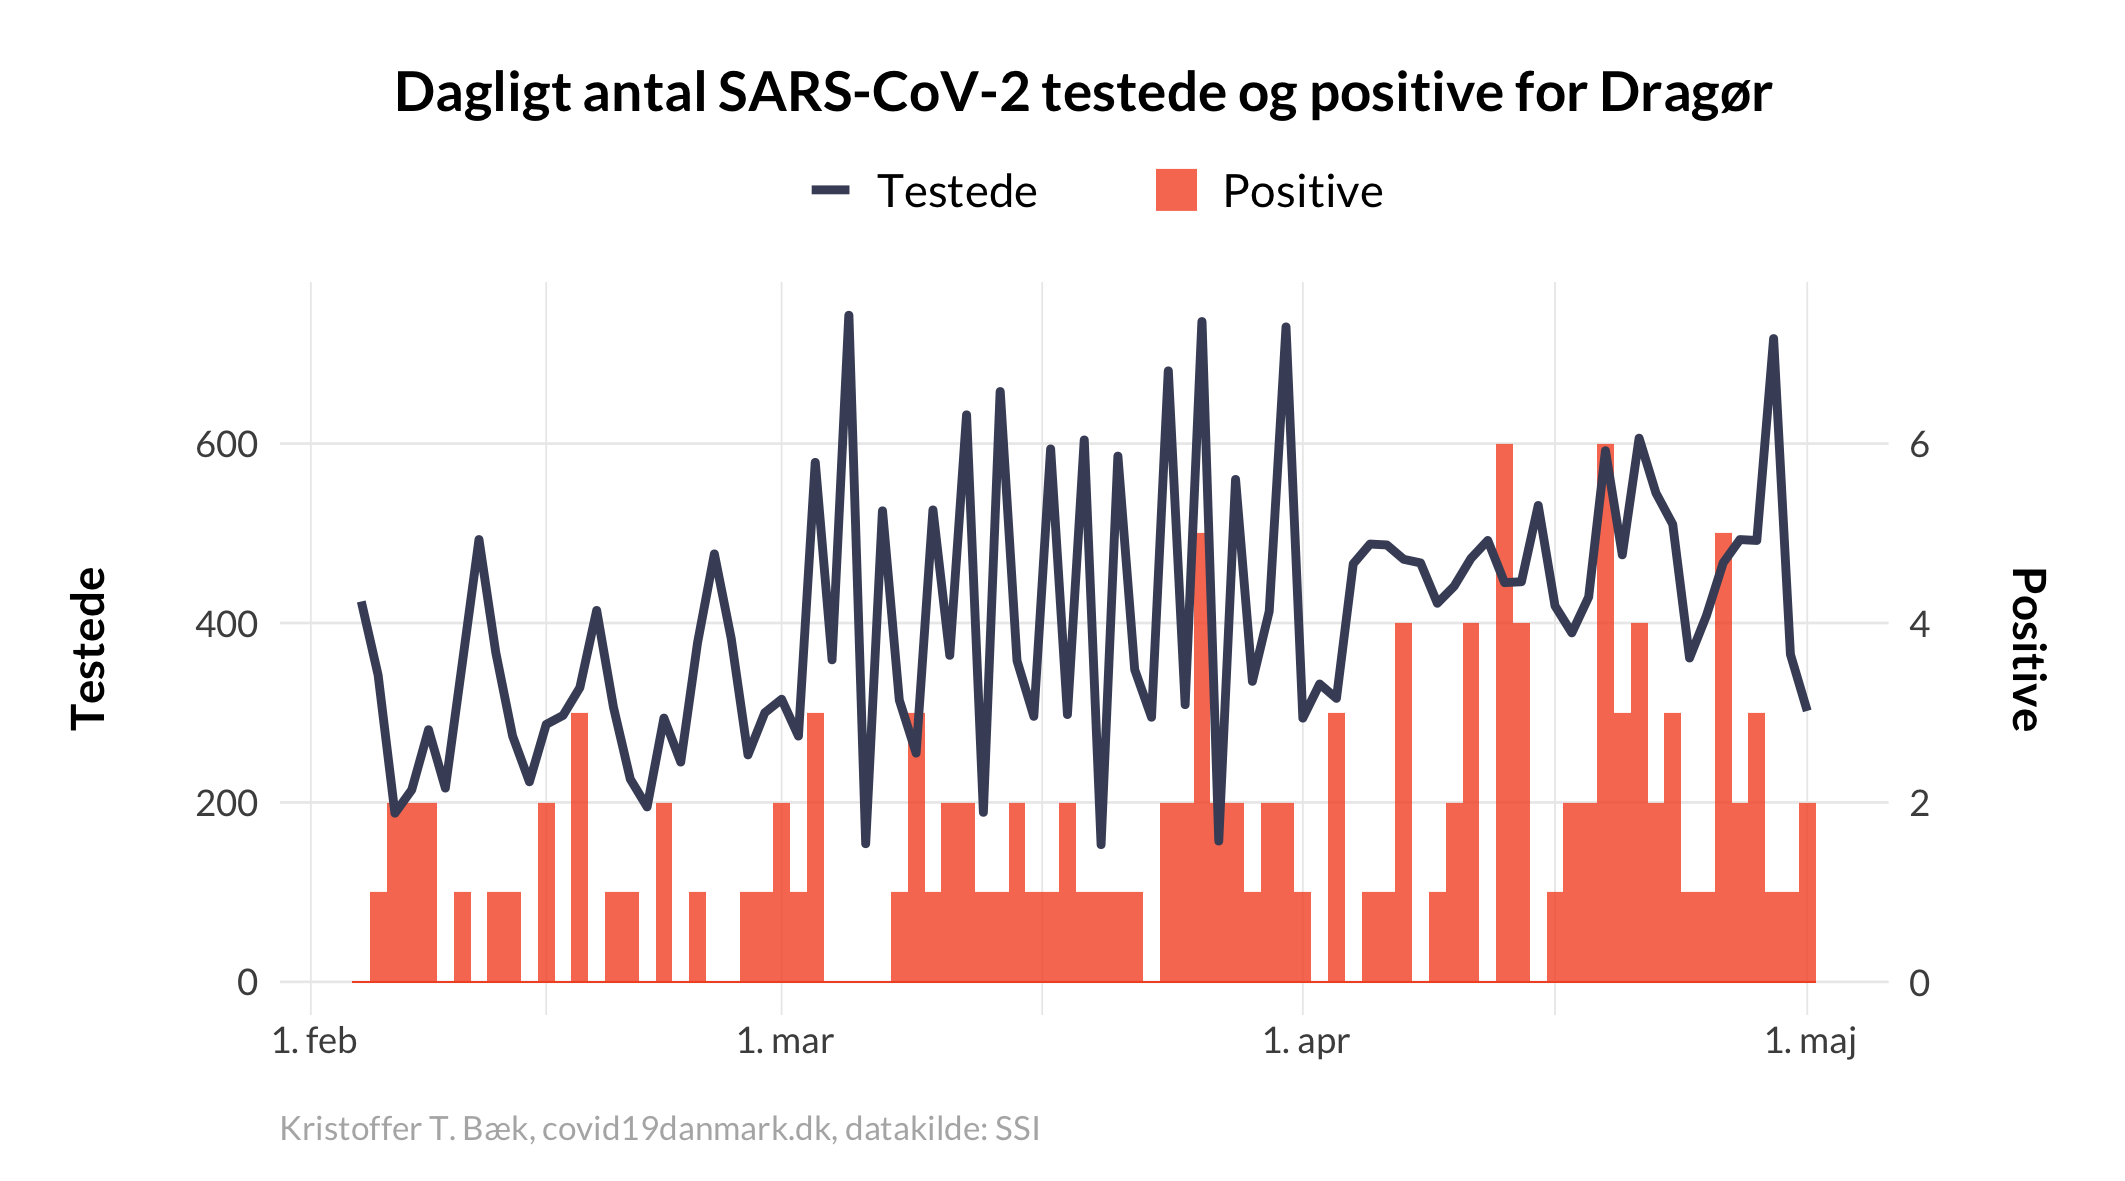 Dagligt antal SARS-CoV-2 testede og positive for Dragør
Testede Positive
Testede
600
400
200
0
6
4
2
0
Positive
1. feb 1. mar 1. apr 1. maj
Kristoffer T. Bæk, covid19danmark.dk, datakilde: SSI